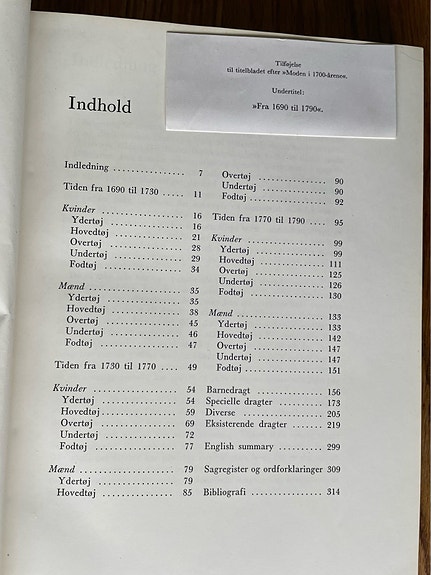 Tilføjelse
til titelbladet efter »Moden i 1700-årene«.
Undertitel:
»Fra 1690 til 1790«.
Indhold
Indledning ................ 7
Tiden fra 1690 til 1730 ..... 11
Kvinder .................. 16
Ydertøj .................. 16
Hovedtøj ................. 21
Overtøj .................. 28
Undertøj ................. 29
Fodtøj ................... 34
Mænd ..................... 35
Ydertøj .................. 35
Hovedtøj ................. 38
Overtøj .................. 45
Undertøj ................. 46
Fodtøj ................... 47
Tiden fra 1730 til 1770 .... 49
Kvinder .................. 54
Ydertøj .................. 54
Hovedtøj ................. 59
Overtøj .................. 69
Undertøj ................. 72
Fodtøj ................... 77
Mænd ..................... 79
Ydertøj .................. 79
Hovedtøj ................. 85
Overtøj .................. 90
Undertøj ................. 90
Fodtøj ................... 92
Tiden fra 1770 til 1790 .... 95
Kvinder .................. 99
Ydertøj .................. 99
Hovedtøj ................. 111
Overtøj .................. 125
Undertøj ................. 126
Fodtøj ................... 130
Mænd ..................... 133
Ydertøj .................. 133
Hovedtøj ................. 142
Overtøj .................. 147
Undertøj ................. 147
Fodtøj ................... 151
Barnedragt ............... 156
Specielle dragter ........ 173
Diverse .................. 205
Eksisterende dragter ..... 219
English summary .......... 299
Sagregister og ordforklaringer 309
Bibliografi .............. 314